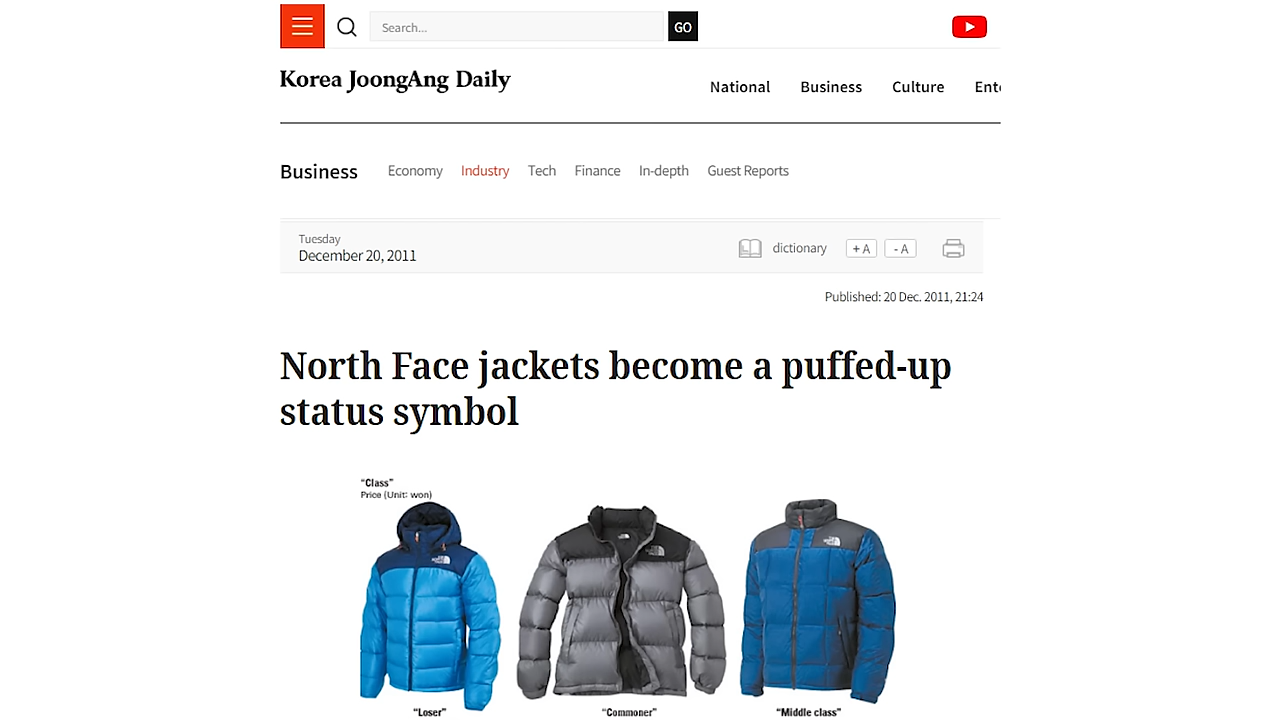 Search...
GO
Korea JoongAng Daily
National Business Culture Ente
Business Economy Industry Tech Finance In-depth Guest Reports
Tuesday
December 20, 2011
dictionary + A - A
Published: 20 Dec. 2011, 21:24
North Face jackets become a puffed-up
status symbol
“Class”
Price (Unit: won)
“Loser” “Commoner” “Middle class”